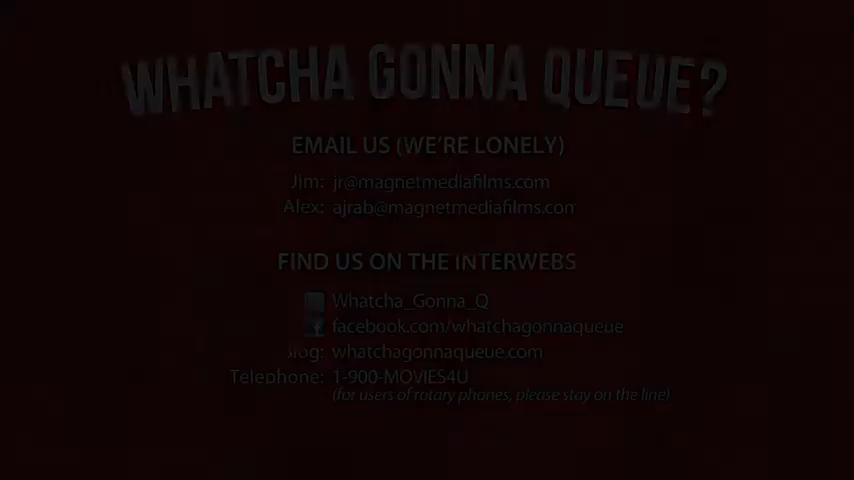 WHATCHA GONNA QUEUE?
EMAIL US (WE'RE LONELY)
Jim: jr@magnetmediafilms.com
Alex: ajrab@magnetmediafilms.com
FIND US ON THE INTERWEBS
Whatcha_Gonna_Q
f facebook.com/whatchagonnaqueue
Blog: whatchagonnaqueue.com
Telephone: 1-900-MOVIES4U
(for users of rotary phones, please stay on the line)